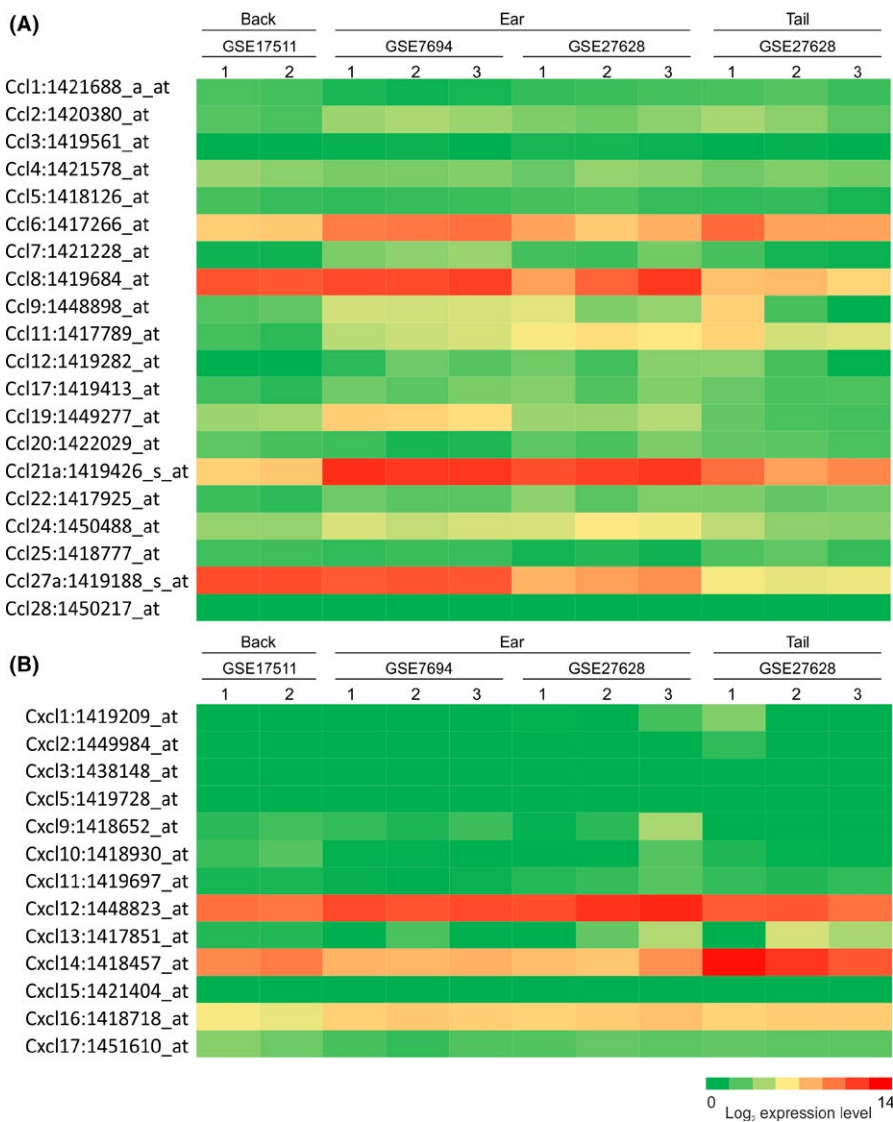 (A)
Back Ear Tail
GSE17511 GSE7694 GSE27628 GSE27628
1 2 1 2 3 1 2 3 1 2 3
Ccl1:1421688_a_at
Ccl2:1420380_at
Ccl3:1419561_at
Ccl4:1421578_at
Ccl5:1418126_at
Ccl6:1417266_at
Ccl7:1421228_at
Ccl8:1419684_at
Ccl9:1448898_at
Ccl11:1417789_at
Ccl12:1419282_at
Ccl17:1419413_at
Ccl19:1449277_at
Ccl20:1422029_at
Ccl21a:1419426_s_at
Ccl22:1417925_at
Ccl24:1450488_at
Ccl25:1418777_at
Ccl27a:1419188_s_at
Ccl28:1450217_at
(B)
Back Ear Tail
GSE17511 GSE7694 GSE27628 GSE27628
1 2 1 2 3 1 2 3 1 2 3
Cxcl1:1419209_at
Cxcl2:1449984_at
Cxcl3:1438148_at
Cxcl5:1419728_at
Cxcl9:1418652_at
Cxcl10:1418930_at
Cxcl11:1419697_at
Cxcl12:1448823_at
Cxcl13:1417851_at
Cxcl14:1418457_at
Cxcl15:1421404_at
Cxcl16:1418718_at
Cxcl17:1451610_at
0 14
Log₂ expression level